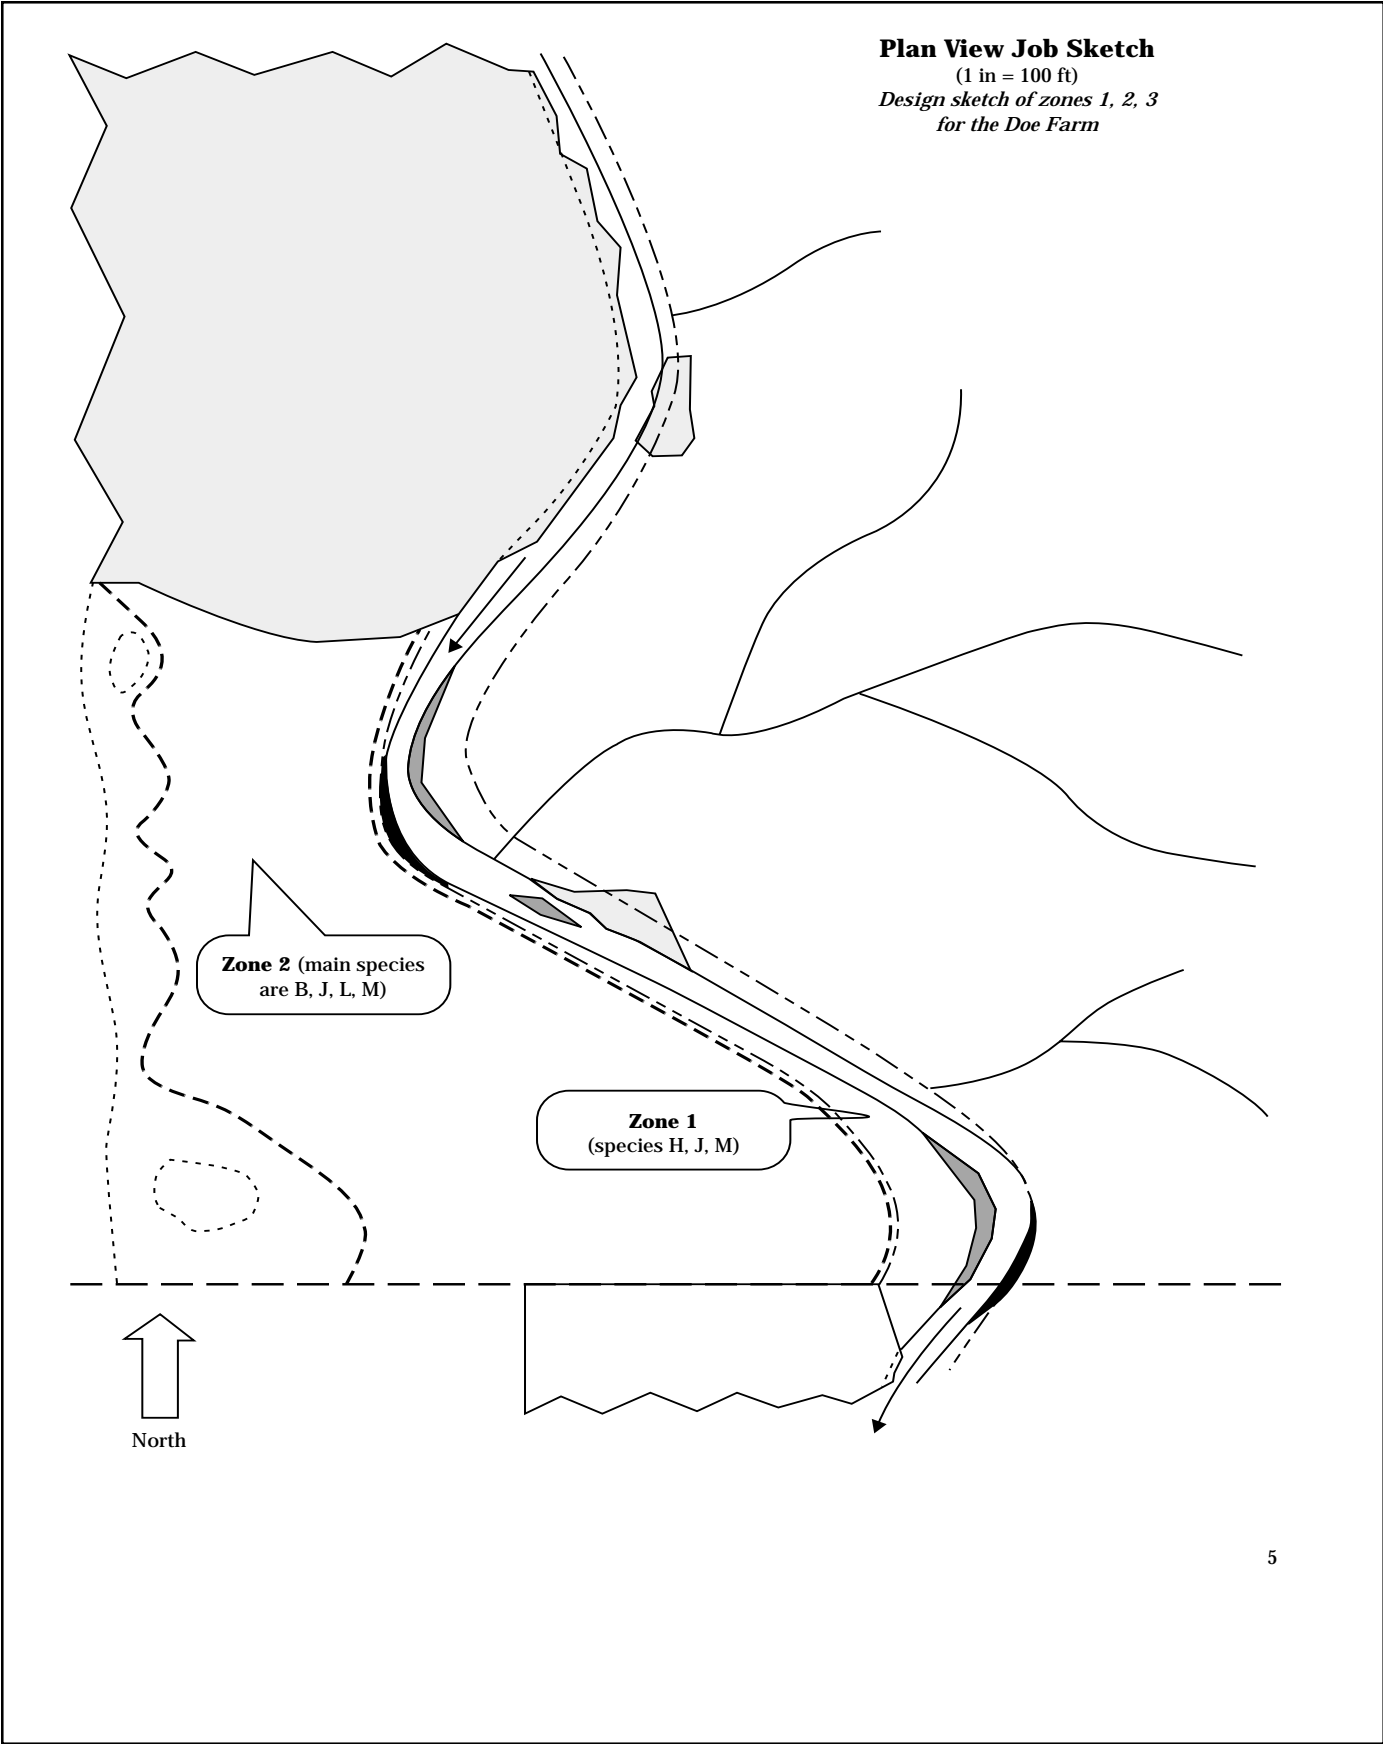 Plan View Job Sketch
(1 in = 100 ft)
Design sketch of zones 1, 2, 3
for the Doe Farm
Zone 2 (main species
are B, J, L, M)
Zone 1
(species H, J, M)
North
5